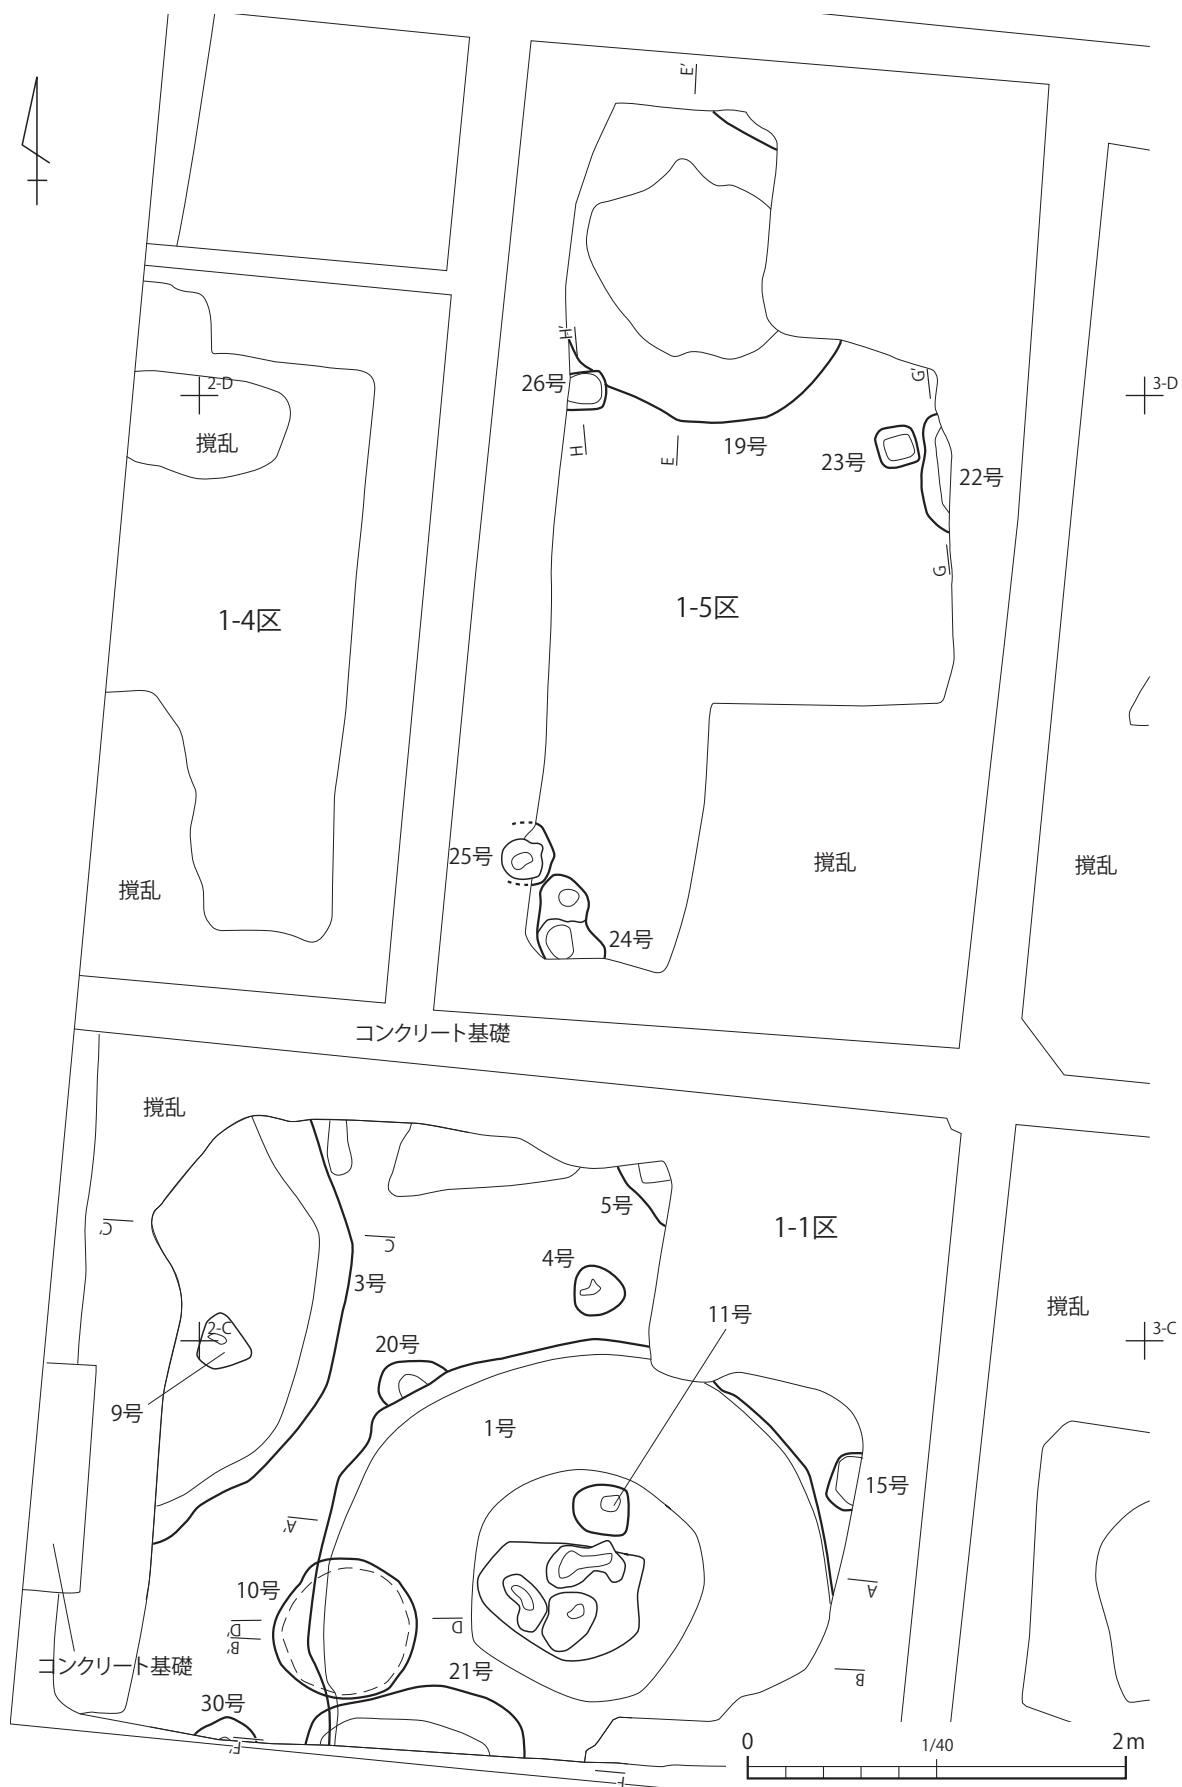 E'
H'
26号
2-D
G'
3-D
撹乱
H
E
19号
23号
22号
G
1-4区
1-5区
25号
撹乱
撹乱
撹乱
24号
コンクリート基礎
撹乱
5号
1-1区
C'
C
4号
3号
11号
撹乱
2-C
3-C
20号
9号
1号
15号
A'
10号
A
D'
D
B'
コンクリート基礎
21号
B
30号
F'
0
1/40
2m
F